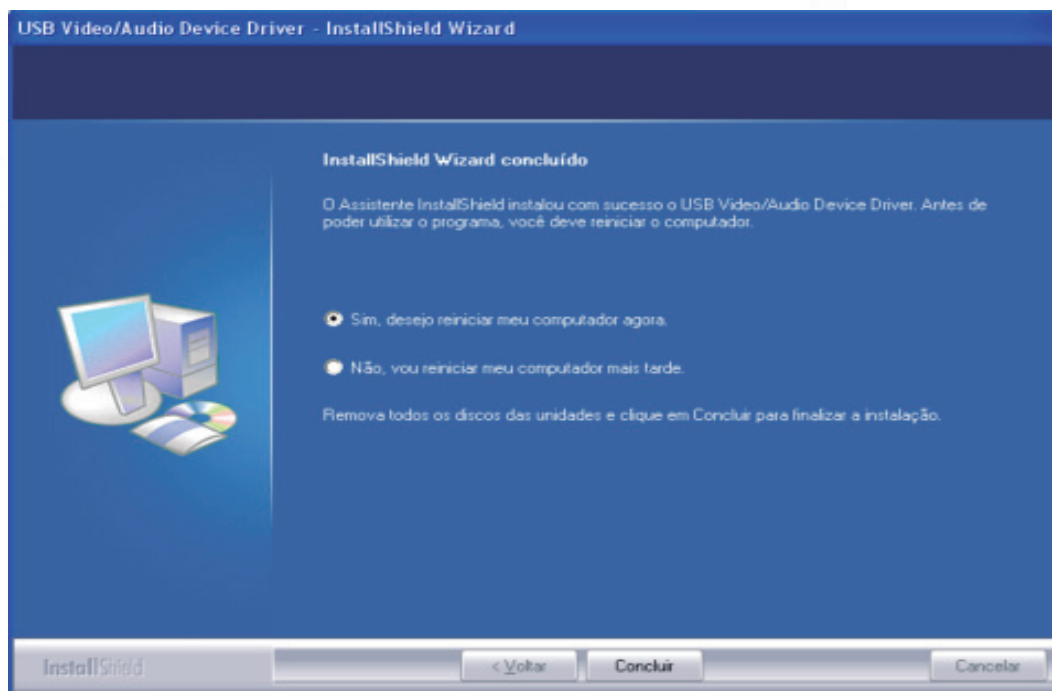 USB Video/Audio Device Driver - InstallShield Wizard
InstallShield Wizard concluído
O Assistente InstallShield instalou com sucesso o USB Video/Audio Device Driver. Antes de
poder utilizar o programa, você deve reiniciar o computador.
Sim, desejo reiniciar meu computador agora.
Não, vou reiniciar meu computador mais tarde.
Remova todos os discos das unidades e clique em Concluir para finalizar a instalação.
InstallShield
< Voltar
Concluir
Cancelar